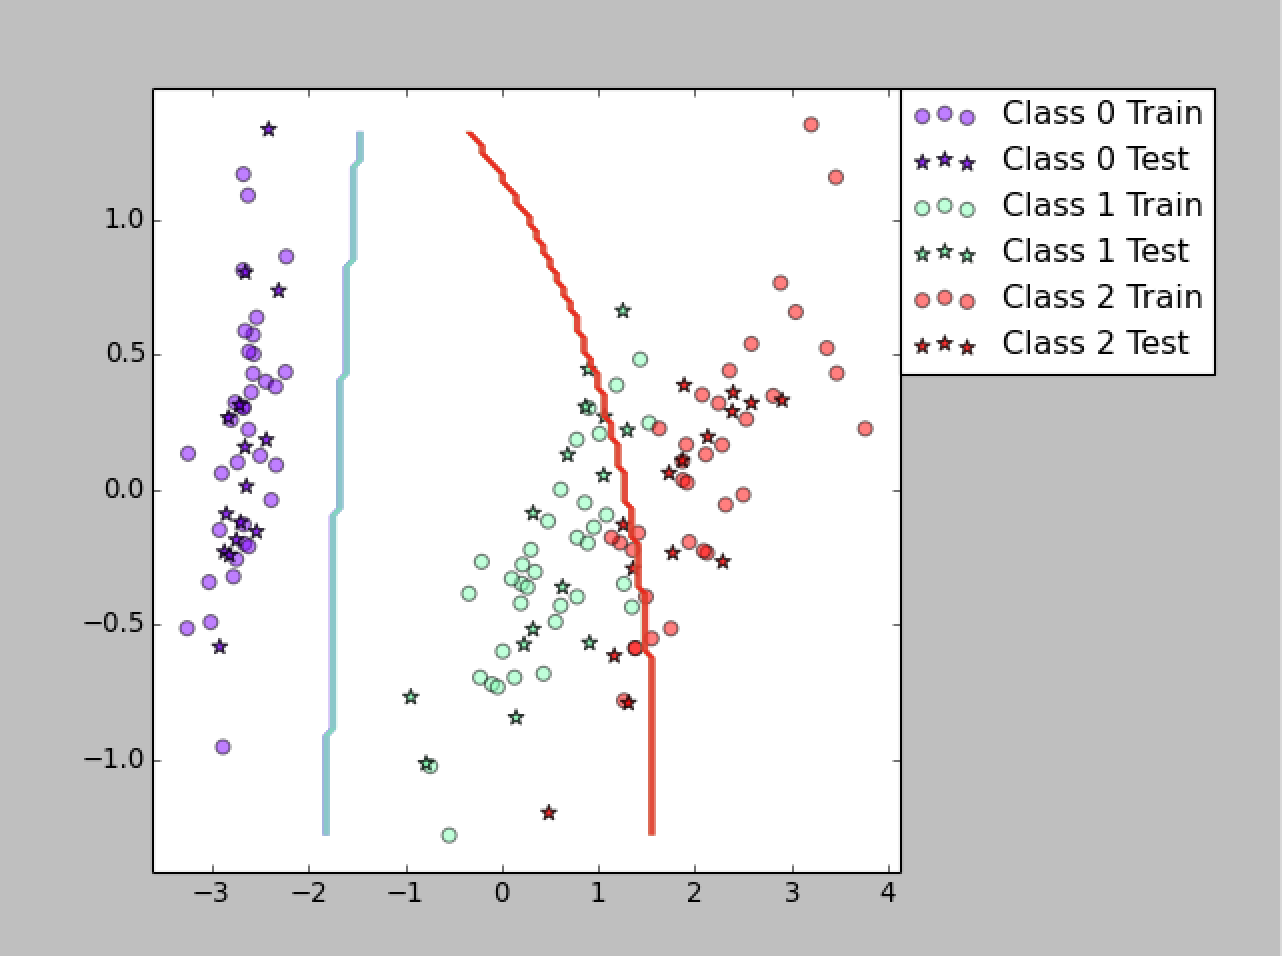 Class 0 Train
Class 0 Test
Class 1 Train
Class 1 Test
Class 2 Train
Class 2 Test
1.0
0.5
0.0
−0.5
−1.0
−3 −2 −1 0 1 2 3 4